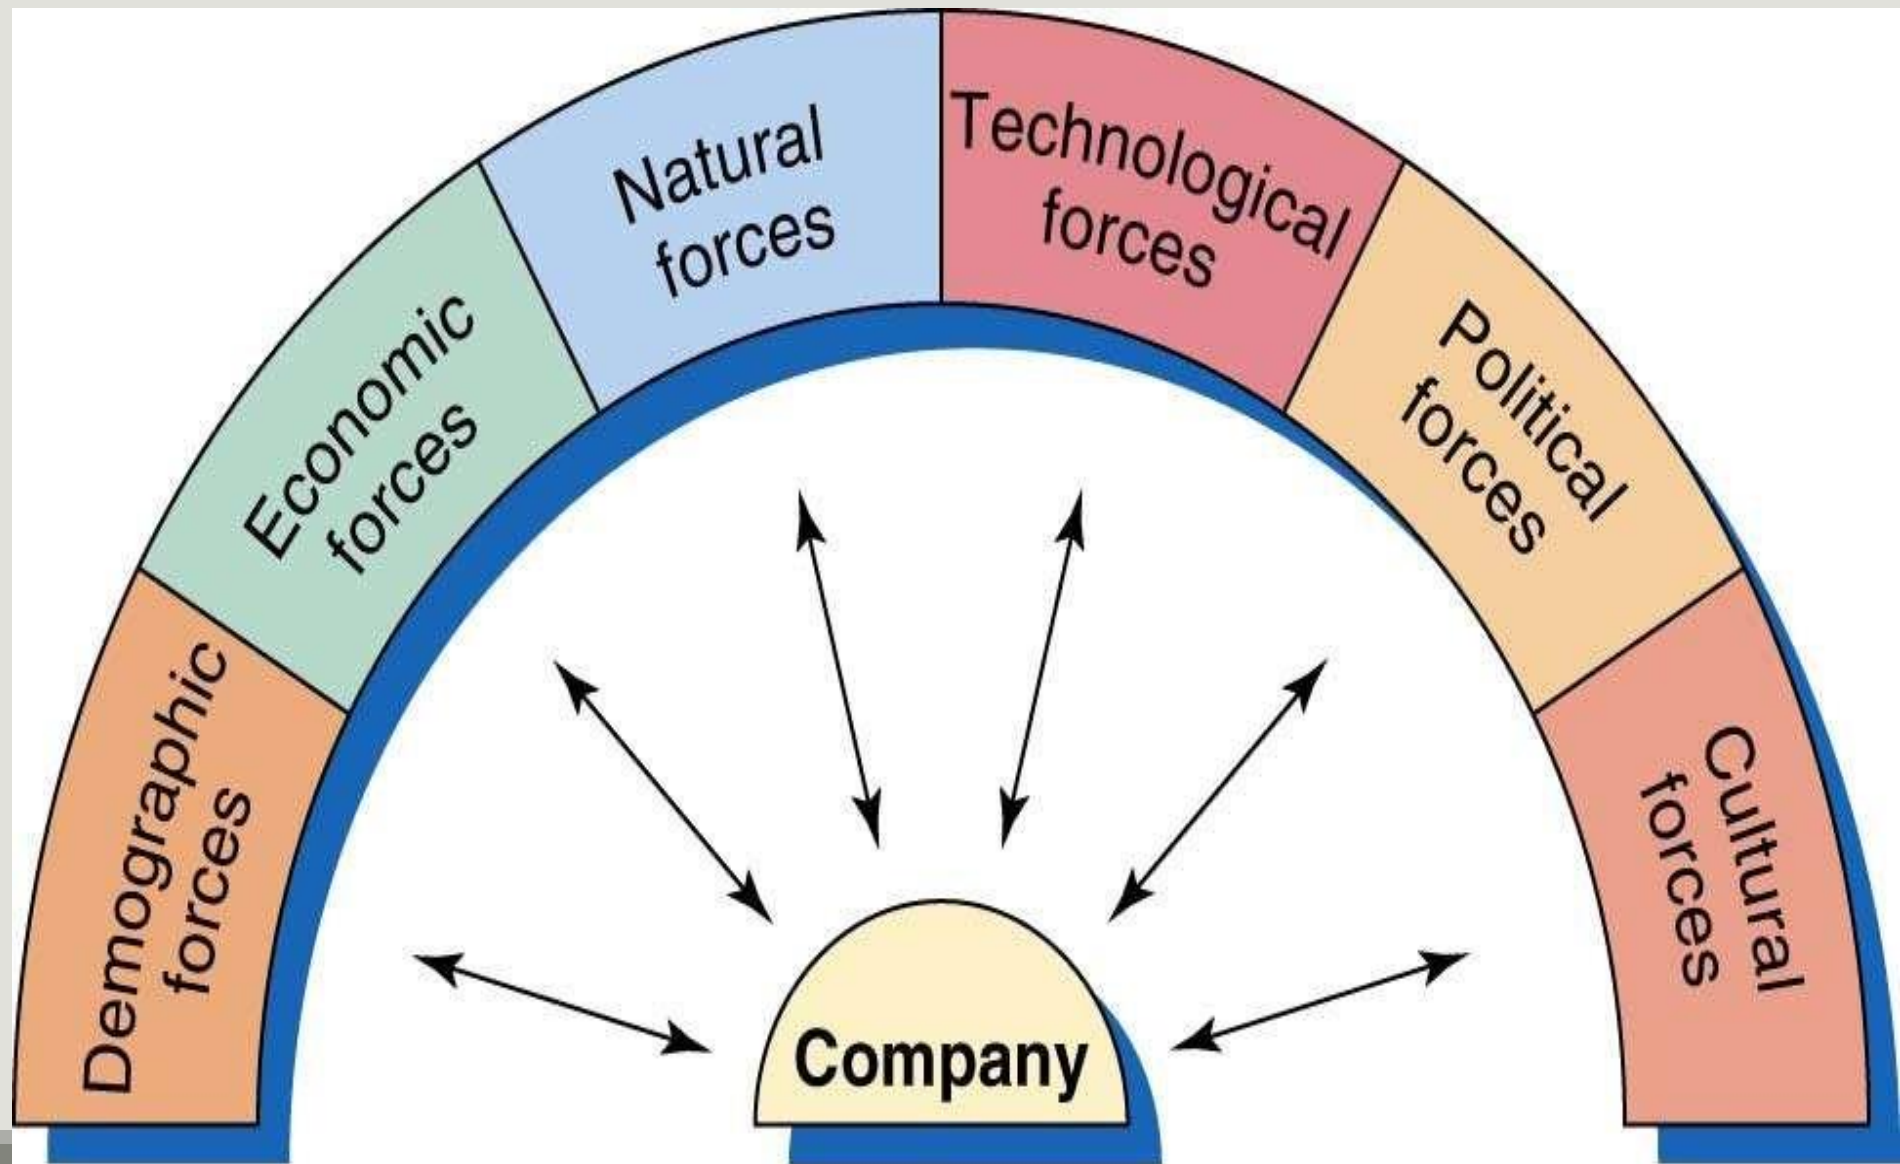 Demographic
forces
Economic
forces
Natural
forces
Technological
forces
Political
forces
Cultural
forces
Company